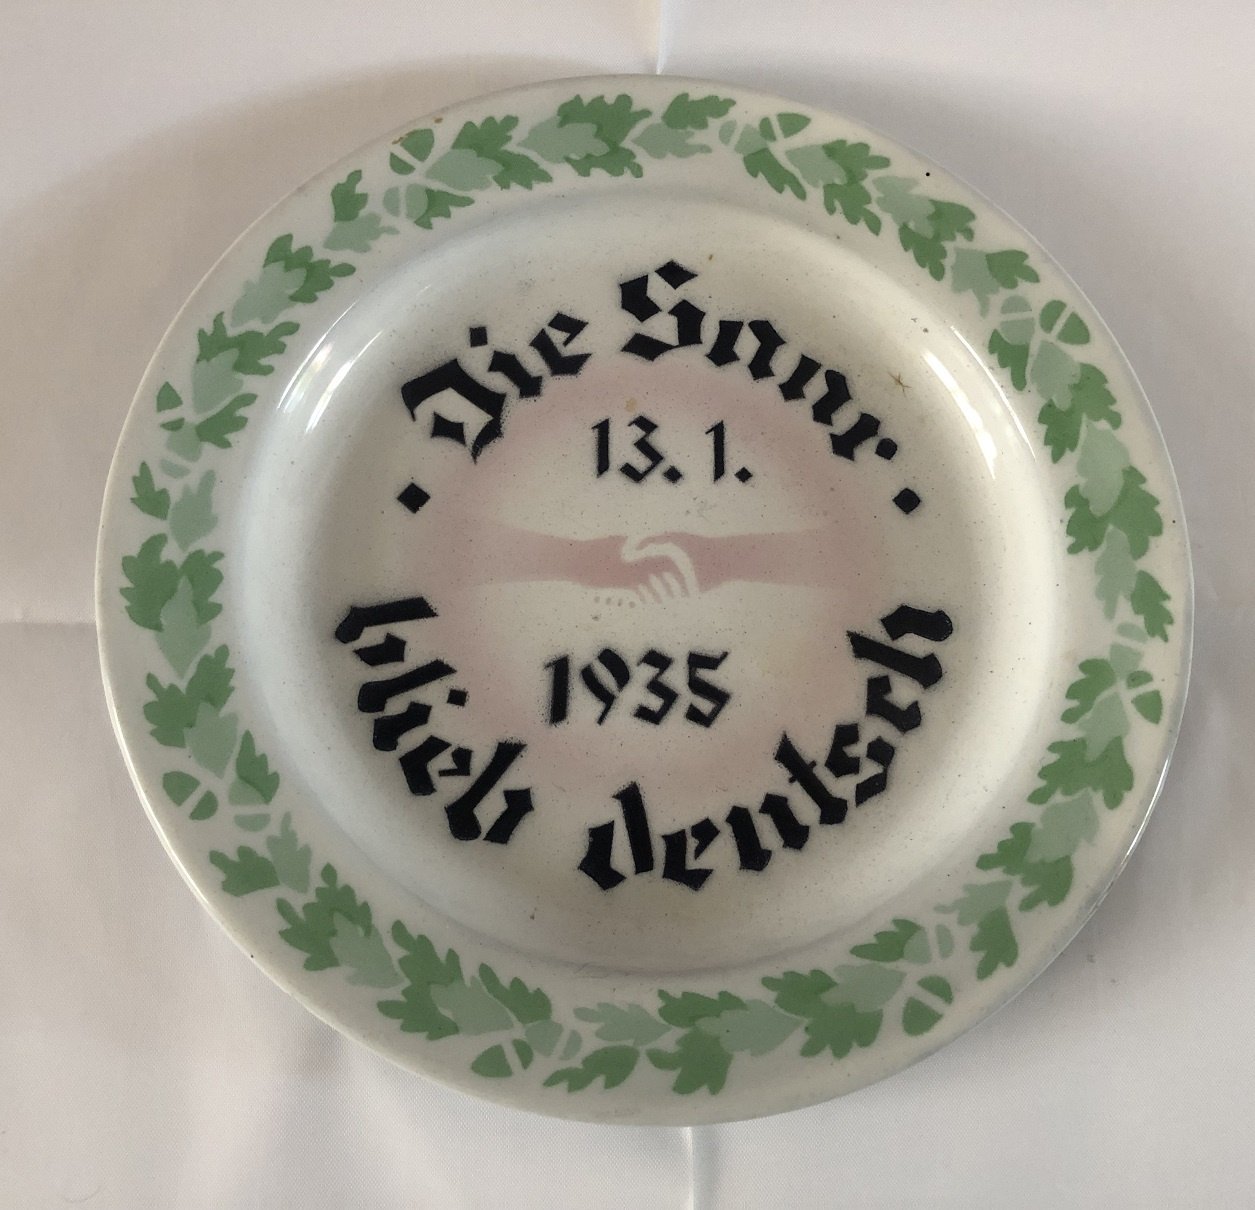 Die Saar
13. 1.
1935
blieb deutsch